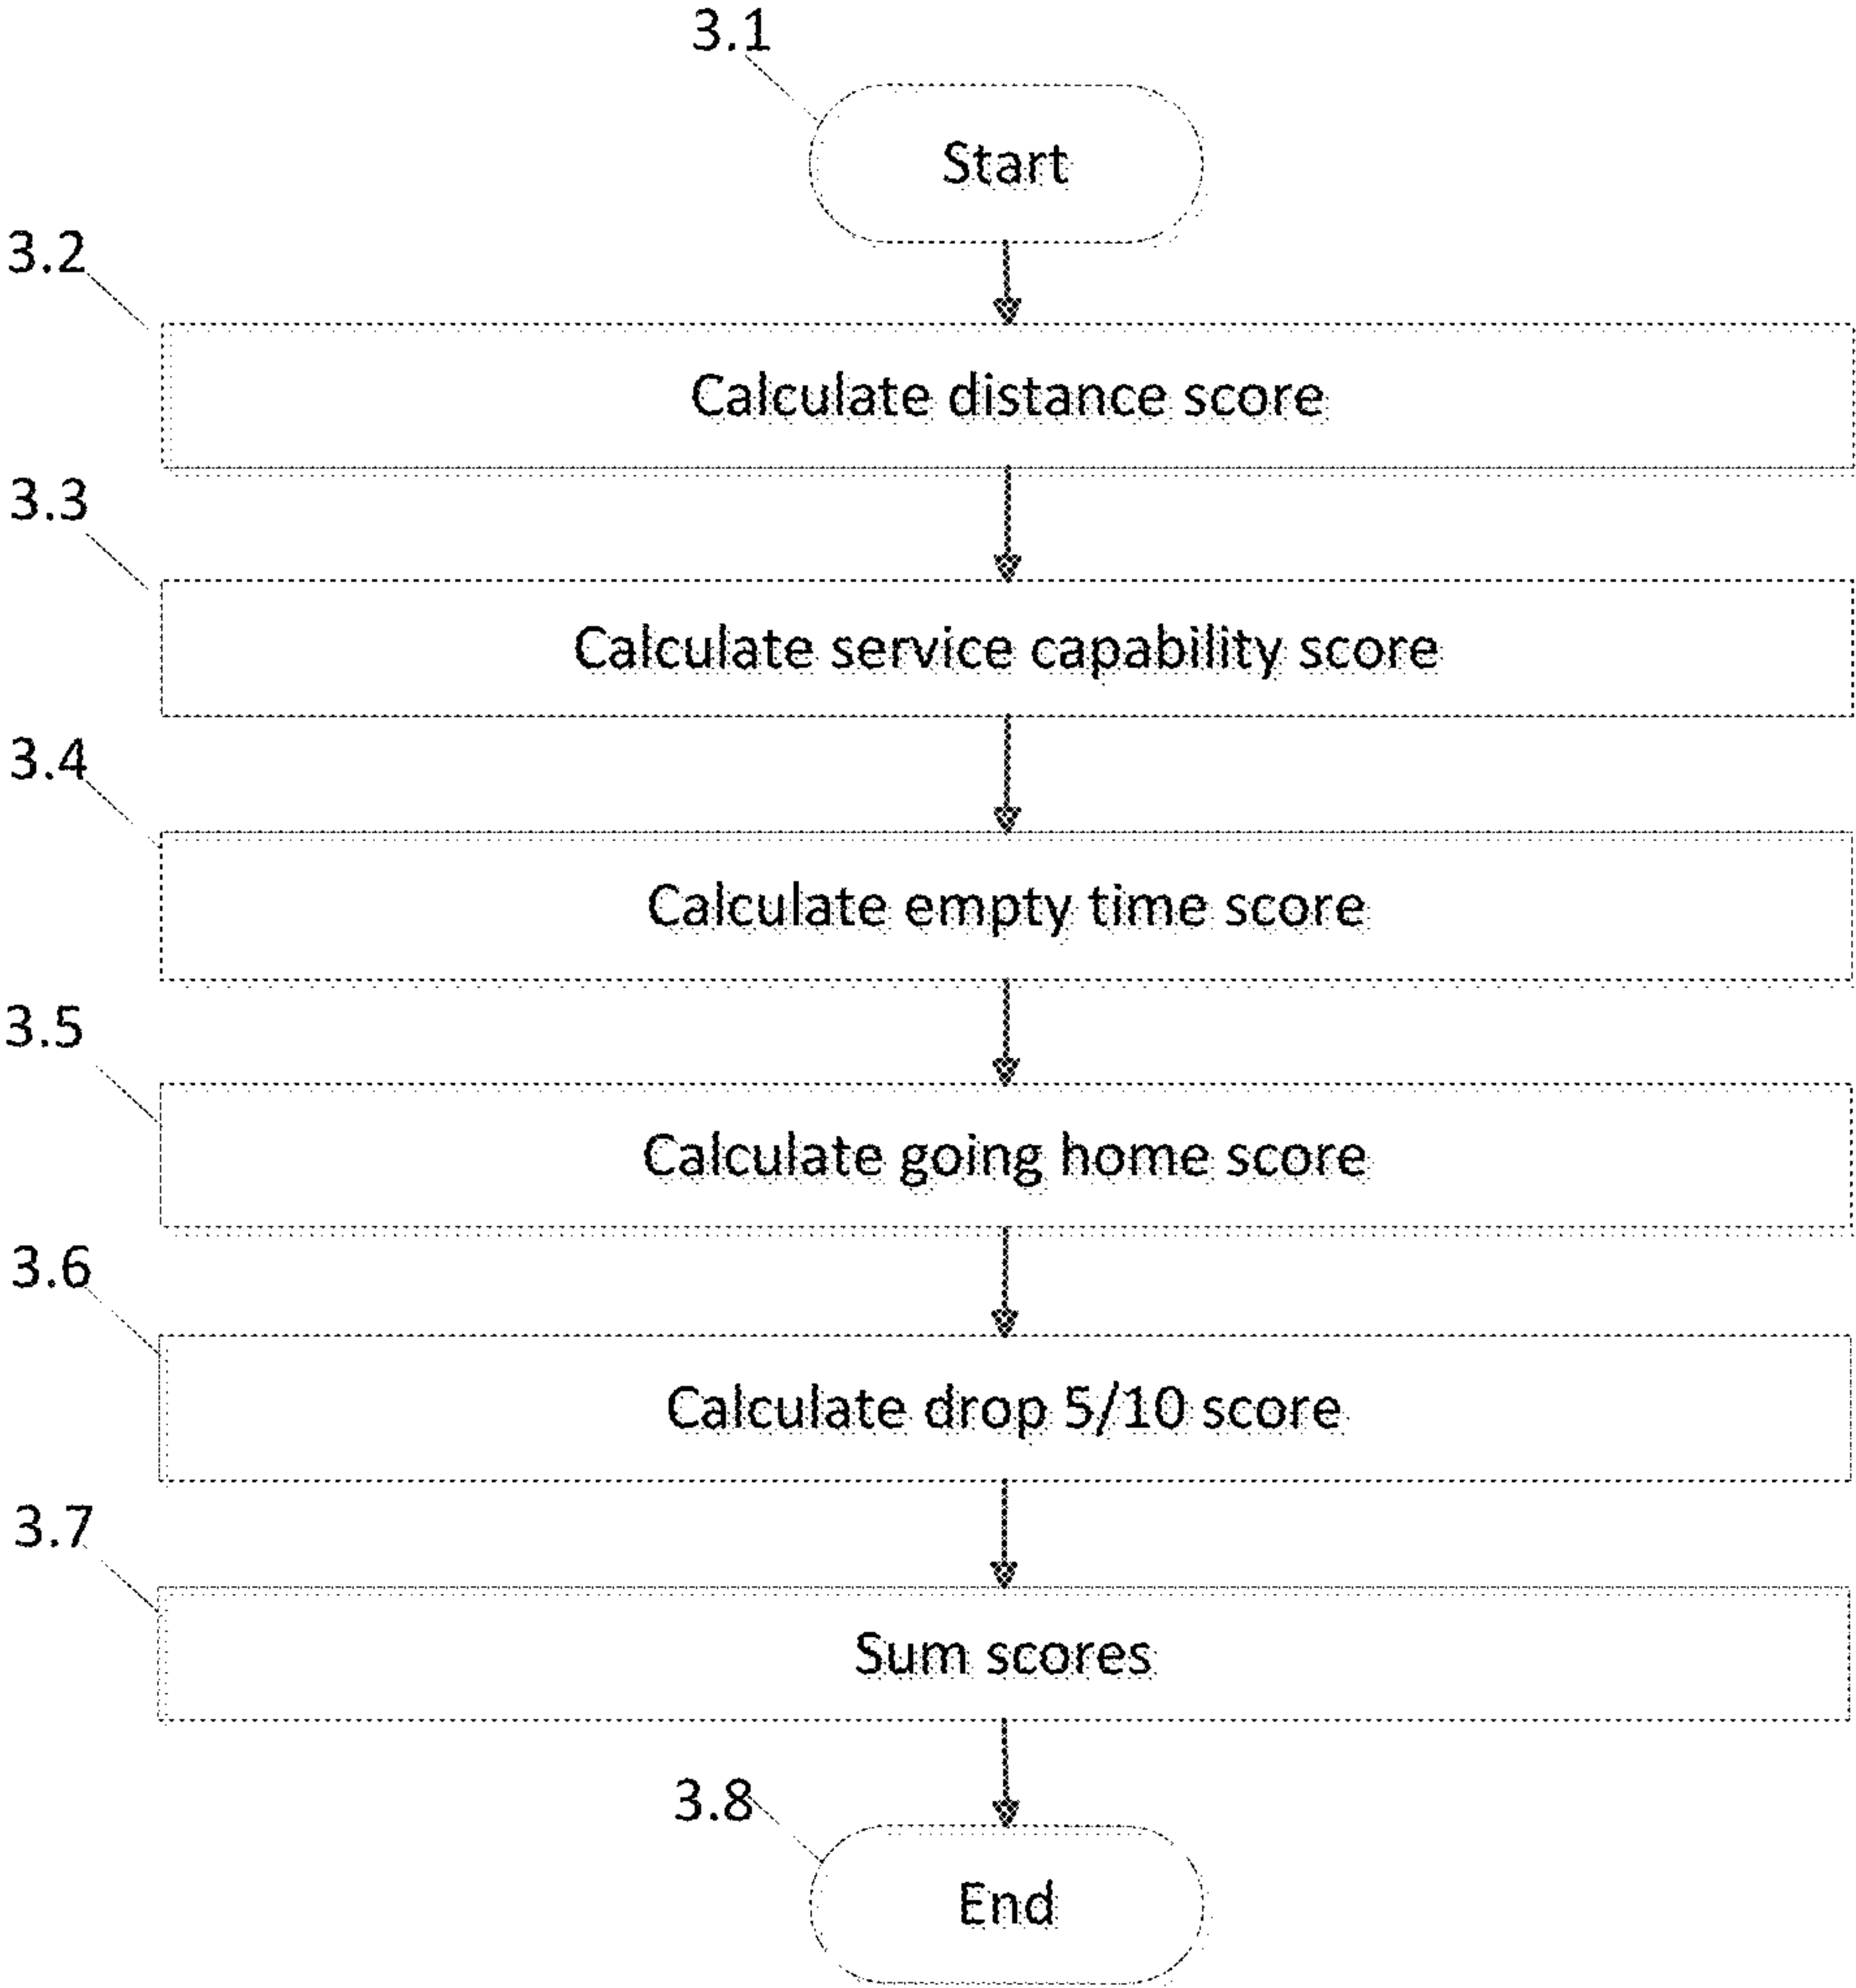 3.1
Start
3.2
Calculate distance score
3.3
Calculate service capability score
3.4
Calculate empty time score
3.5
Calculate going home score
3.6
Calculate drop 5/10 score
3.7
Sum scores
3.8
End